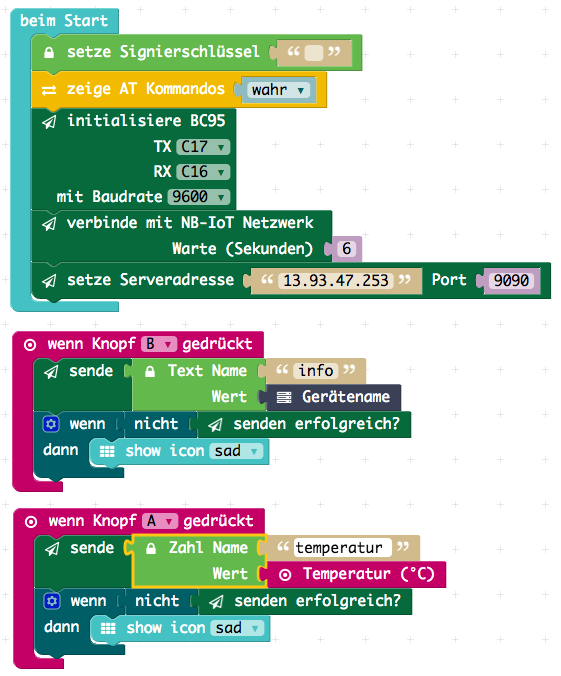 beim Start
setze Signierschlüssel “ ”
zeige AT Kommandos wahr
initialisiere BC95
TX C17
RX C16
mit Baudrate 9600
verbinde mit NB-IoT Netzwerk
Warte (Sekunden) 6
setze Serveradresse “ 13.93.47.253 ” Port 9090
wenn Knopf B gedrückt
sende Text Name “ info ”
Wert Gerätename
wenn nicht senden erfolgreich?
dann show icon sad
wenn Knopf A gedrückt
sende Zahl Name “ temperatur ”
Wert Temperatur (°C)
wenn nicht senden erfolgreich?
dann show icon sad